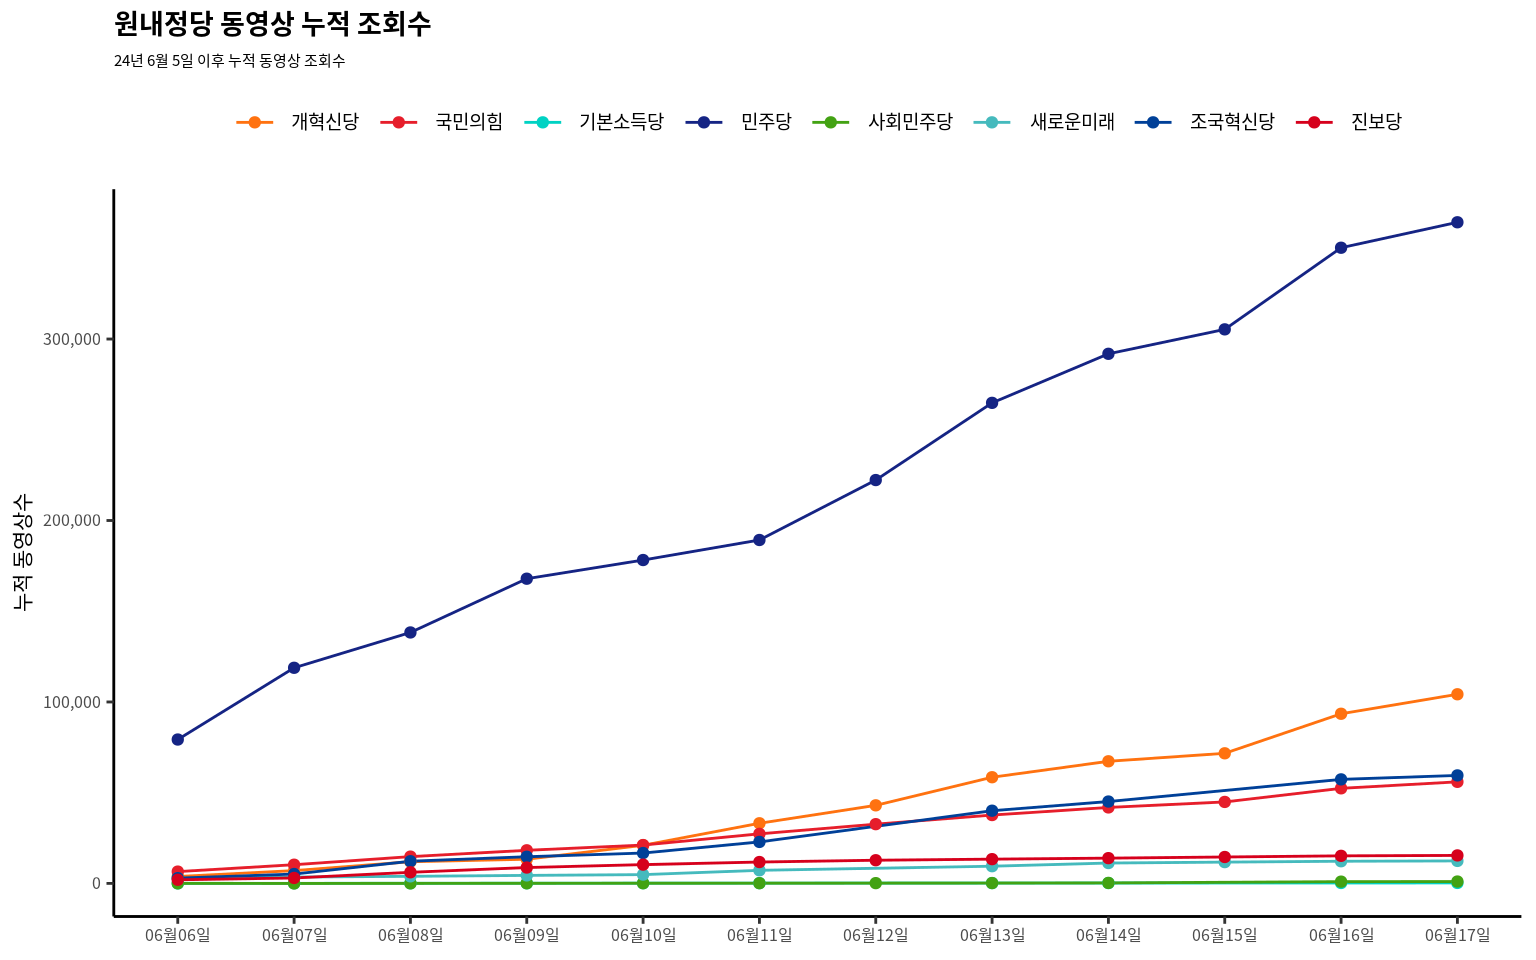 원내정당 동영상 누적 조회수
24년 6월 5일 이후 누적 동영상 조회수
개혁신당 국민의힘 기본소득당 민주당 사회민주당 새로운미래 조국혁신당 진보당
누적 동영상수
300,000
200,000
100,000
0
06월06일 06월07일 06월08일 06월09일 06월10일 06월11일 06월12일 06월13일 06월14일 06월15일 06월16일 06월17일